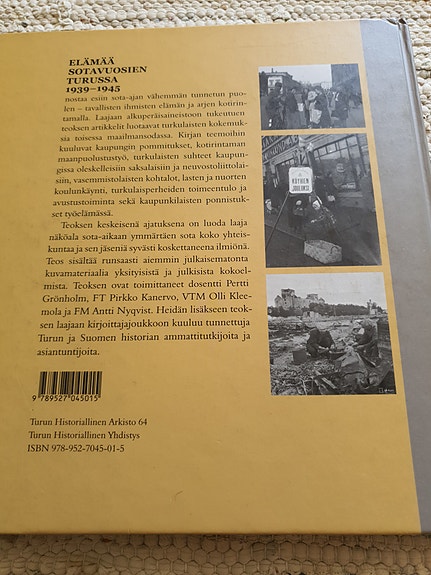 ELÄMÄÄ
SOTAVUOSIEN
TURUSSA
1939–1945
nostaa esiin sota-ajan vähemmän tunnetun puo-
len – tavallisten ihmisten elämän ja arjen kotirin-
tamalla. Laajaan alkuperäisaineistoon tukeutuen
teoksen artikkelit luotaavat turkulaisten kokemuk-
sia toisessa maailmansodassa. Kirjan teemoihin
kuuluvat kaupungin pommitukset, kotirintaman
maanpuolustustyö, turkulaisten suhteet kaupun-
gissa oleskelleisiin saksalaisiin ja neuvostoliittolai-
siin, vasemmistolaisten kohtalot, lasten ja nuorten
koulunkäynti, turkulaisperheiden toimeentulo ja
avustustoiminta sekä kaupunkilaisten ponnistuk-
set työelämässä.
Teoksen keskeisenä ajatuksena on luoda laaja
näköala sota-aikaan ymmärtäen sota koko yhteis-
kuntaa ja sen jäseniä syvästi koskettaneena ilmiönä.
Teos sisältää runsaasti aiemmin julkaisematonta
kuvamateriaalia yksityisistä ja julkisista kokoel-
mista. Teoksen ovat toimittaneet dosentti Pertti
Grönholm, FT Pirkko Kanervo, VTM Olli Klee-
mola ja FM Antti Nyqvist. Heidän lisäkseen teok-
sen laajaan kirjoittajajoukkoon kuuluu tunnettuja
Turun ja Suomen historian ammattitutkijoita ja
asiantuntijoita.
KÖYHIEN
JOULUKSI
9 789527 045015
Turun Historiallinen Arkisto 64
Turun Historiallinen Yhdistys
ISBN 978-952-7045-01-5